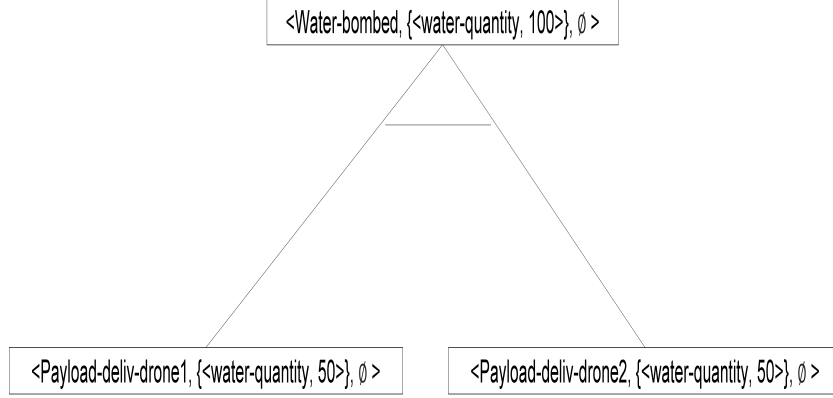 <Water-bombed, {<water-quantity, 100>}, ∅ >
<Payload-deliv-drone1, {<water-quantity, 50>}, ∅ >
<Payload-deliv-drone2, {<water-quantity, 50>}, ∅ >